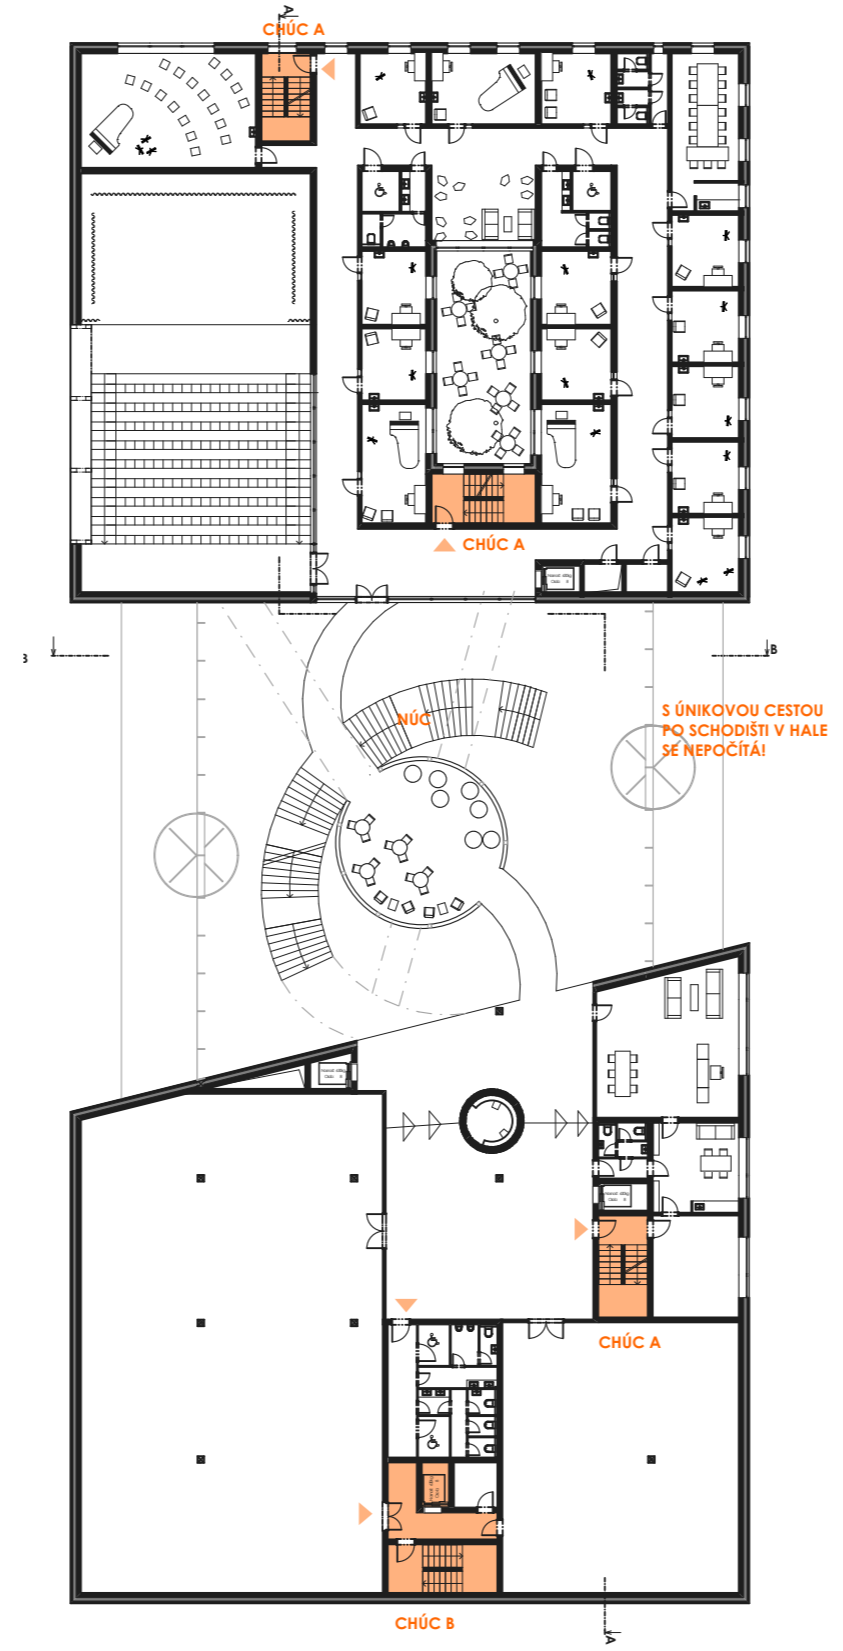 A
CHÚC A
CHÚC A
B
B
NÚC
S ÚNIKOVOU CESTOU
PO SCHODIŠTI V HALE
SE NEPOČÍTÁ!
CHÚC A
CHÚC B
A